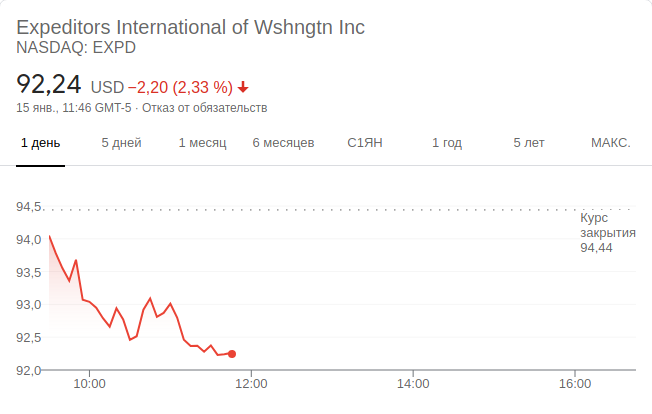 Expeditors International of Wshngtn Inc
NASDAQ: EXPD
92,24 USD −2,20 (2,33 %)
15 янв., 11:46 GMT-5 · Отказ от обязательств
1 день 5 дней 1 месяц 6 месяцев С1ЯН 1 год 5 лет МАКС.
94,5
Курс
закрытия
94,44
94,0
93,5
93,0
92,5
92,0
10:00 12:00 14:00 16:00